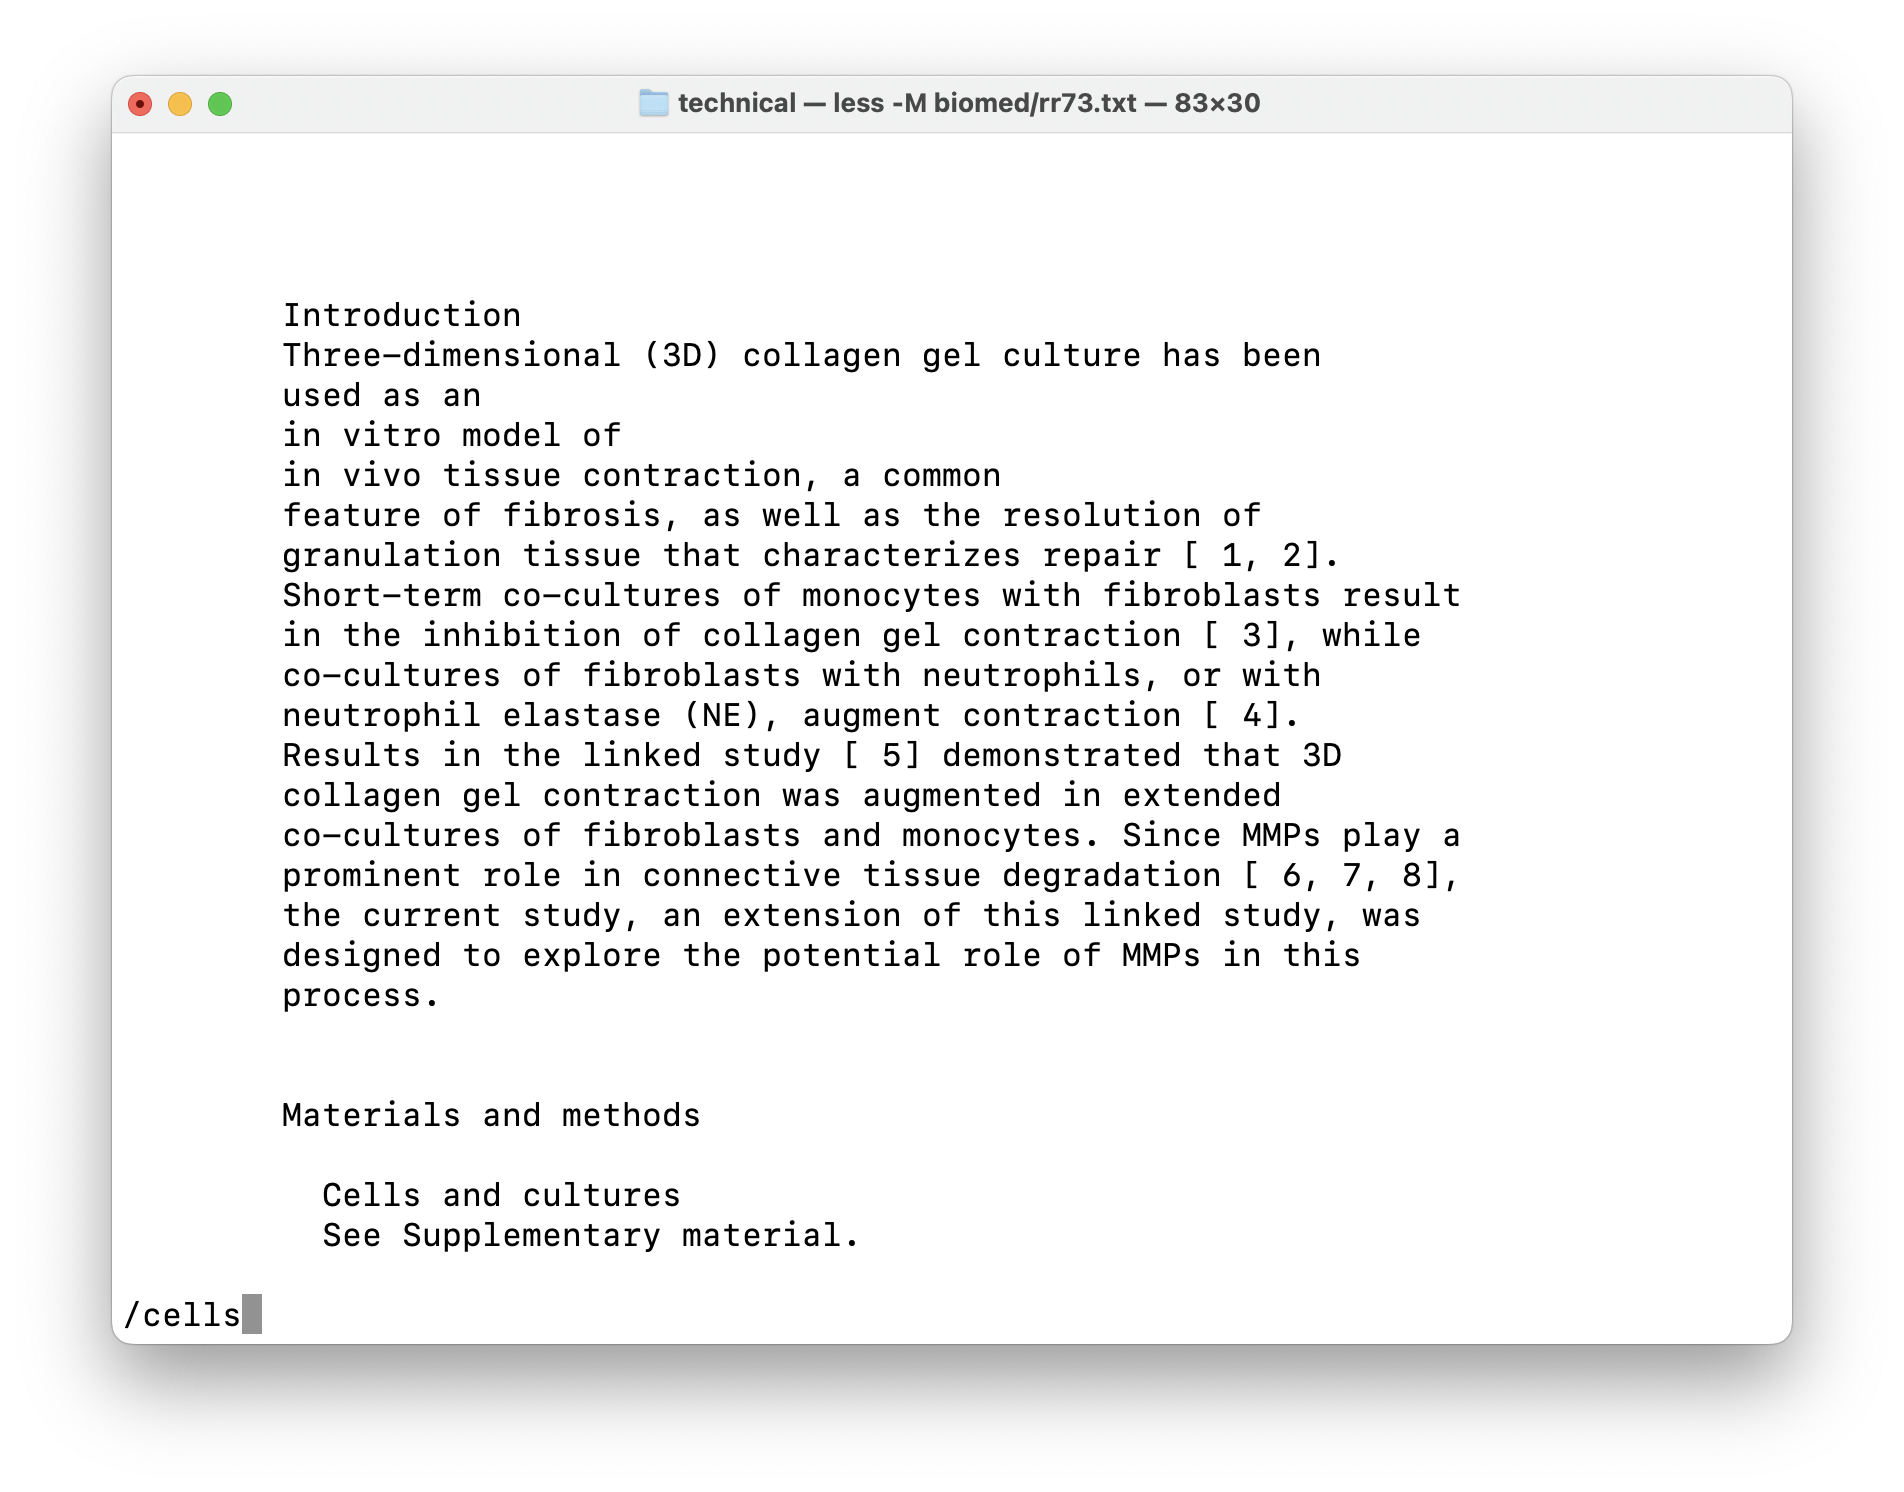 technical — less -M biomed/rr73.txt — 83×30
Introduction
Three-dimensional (3D) collagen gel culture has been
used as an
in vitro model of
in vivo tissue contraction, a common
feature of fibrosis, as well as the resolution of
granulation tissue that characterizes repair [ 1, 2].
Short-term co-cultures of monocytes with fibroblasts result
in the inhibition of collagen gel contraction [ 3], while
co-cultures of fibroblasts with neutrophils, or with
neutrophil elastase (NE), augment contraction [ 4].
Results in the linked study [ 5] demonstrated that 3D
collagen gel contraction was augmented in extended
co-cultures of fibroblasts and monocytes. Since MMPs play a
prominent role in connective tissue degradation [ 6, 7, 8],
the current study, an extension of this linked study, was
designed to explore the potential role of MMPs in this
process.
Materials and methods
Cells and cultures
See Supplementary material.
/cells